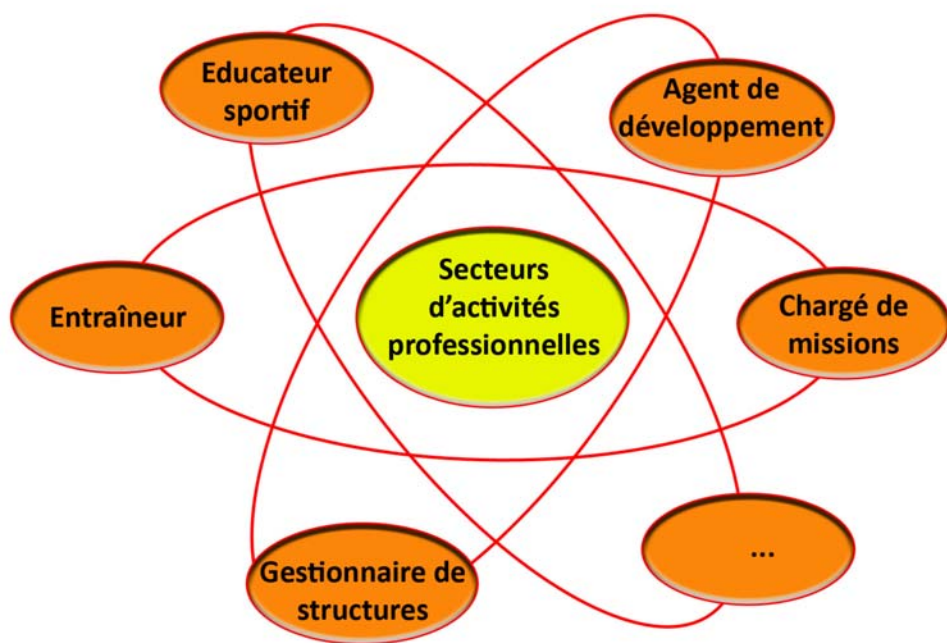 Educateur
sportif
Agent de
développement
Entraîneur
Secteurs
d’activités
professionnelles
Chargé de
missions
Gestionnaire de
structures
...